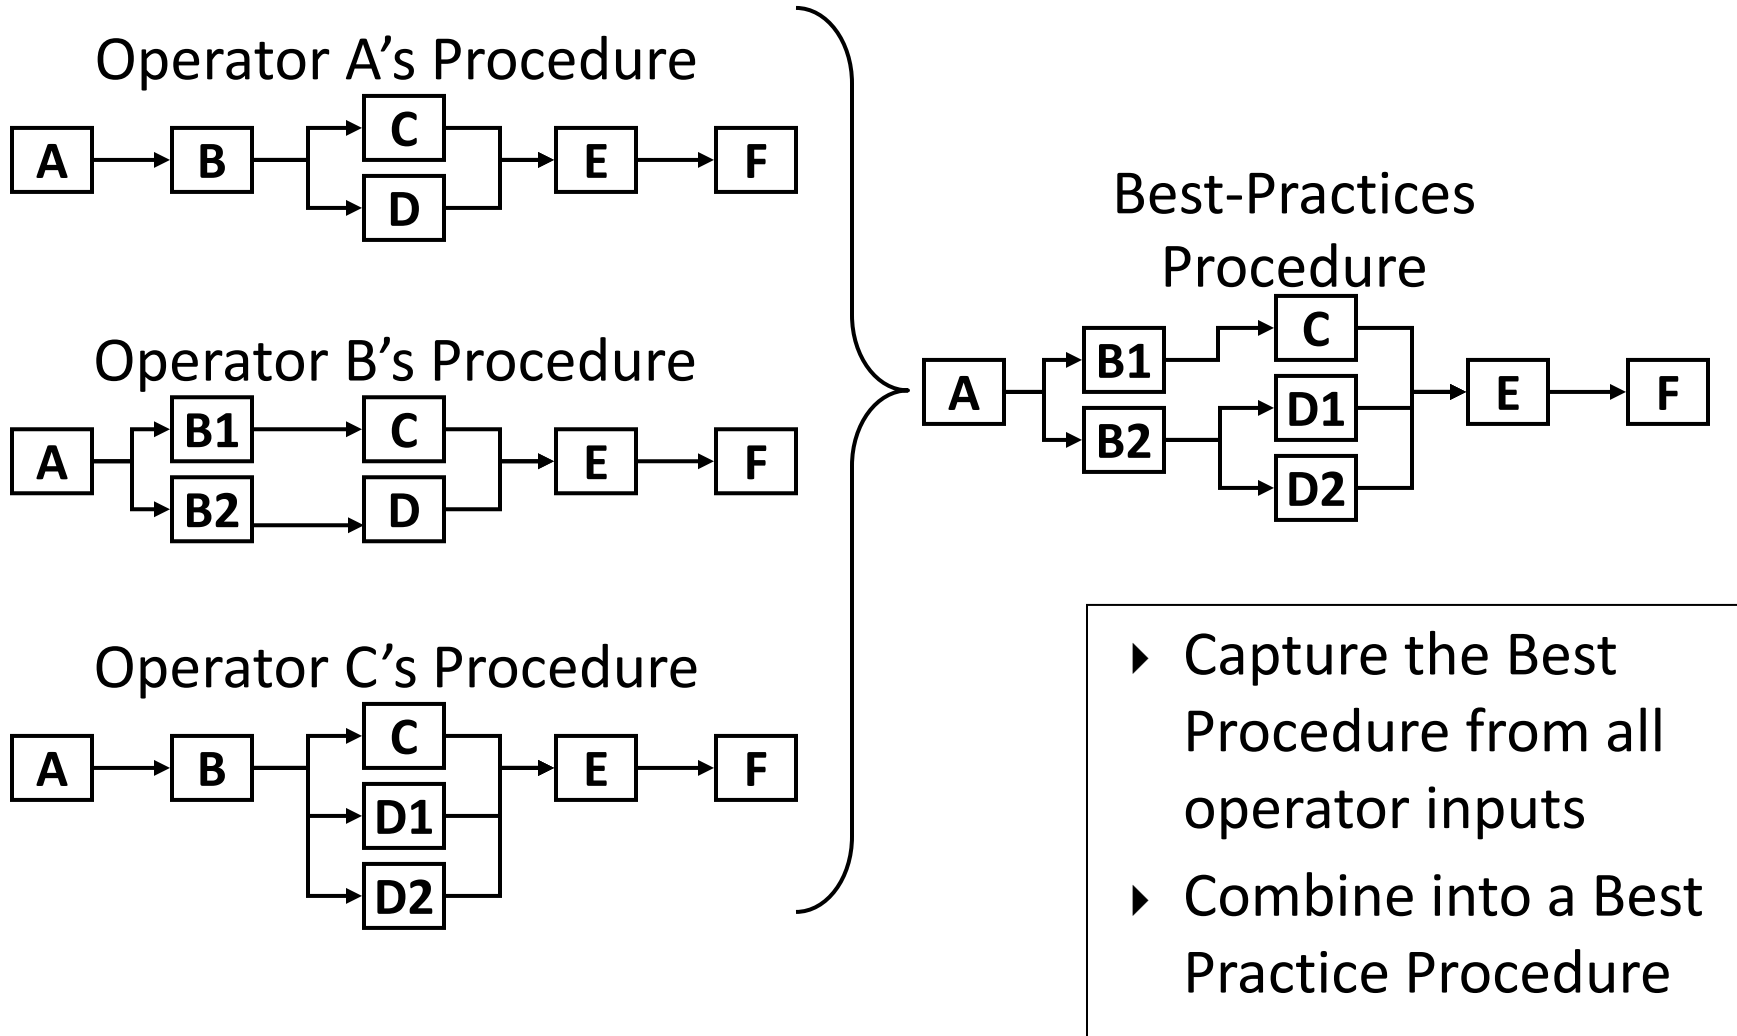 Operator A's Procedure
A
B
C
D
E
F
Operator B's Procedure
A
B1
B2
C
D
E
F
Operator C's Procedure
A
B
C
D1
D2
E
F
Best-Practices
Procedure
A
B1
B2
C
D1
D2
E
F
Capture the Best
Procedure from all
operator inputs
Combine into a Best
Practice Procedure